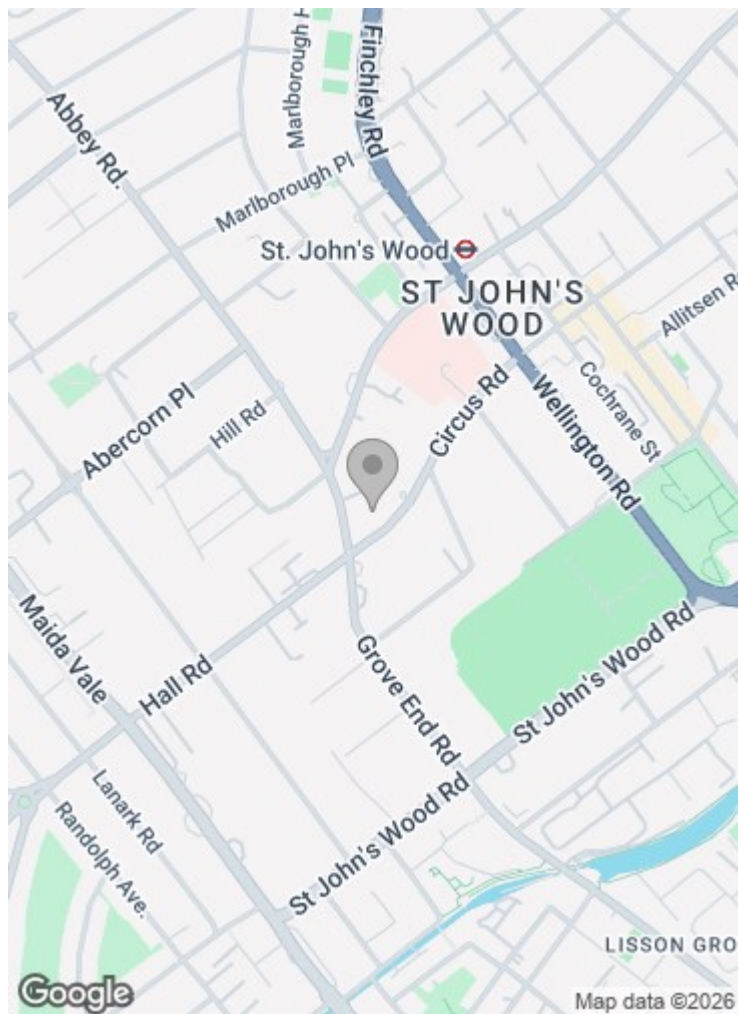 Marlborough H
Finchley Rd
Abbey Rd.
Marlborough Pl
St. John's Wood
ST JOHN'S
WOOD
Allitsen R
Cochrane St
Circus Rd
Wellington Rd
Hill Rd
Abercorn Pl
Maida Vale
Hall Rd
Grove End Rd
St John's Wood Rd
Lanark Rd
Randolph Ave.
St John's Wood Rd
LISSON GRO
Google
Map data ©2026